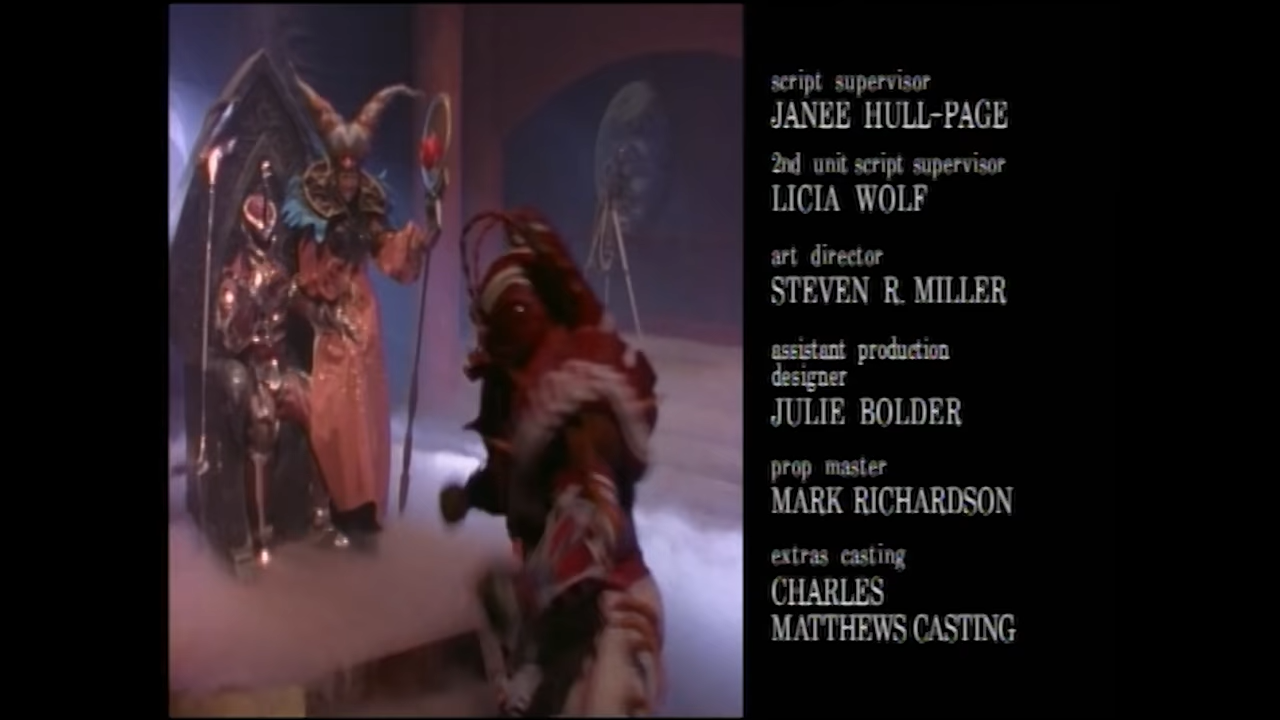 script supervisor
JANEE HULL-PAGE
2nd unit script supervisor
LICIA WOLF
art director
STEVEN R. MILLER
assistant production
designer
JULIE BOLDER
prop master
MARK RICHARDSON
extras casting
CHARLES
MATTHEWS CASTING